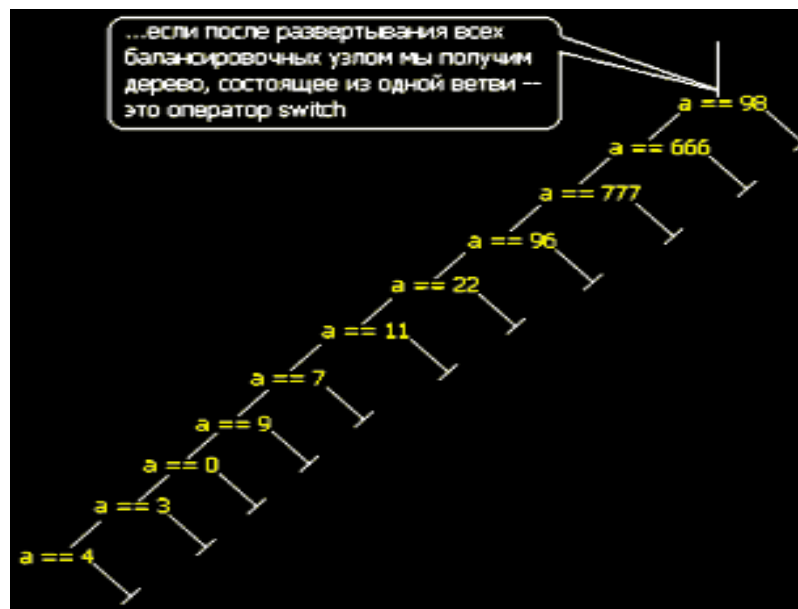 ...если после развертывания всех
балансировочных узлом мы получим
дерево, состоящее из одной ветви --
это оператор switch
a == 98
a == 666
a == 777
a == 96
a == 22
a == 11
a == 7
a == 9
a == 0
a == 3
a == 4